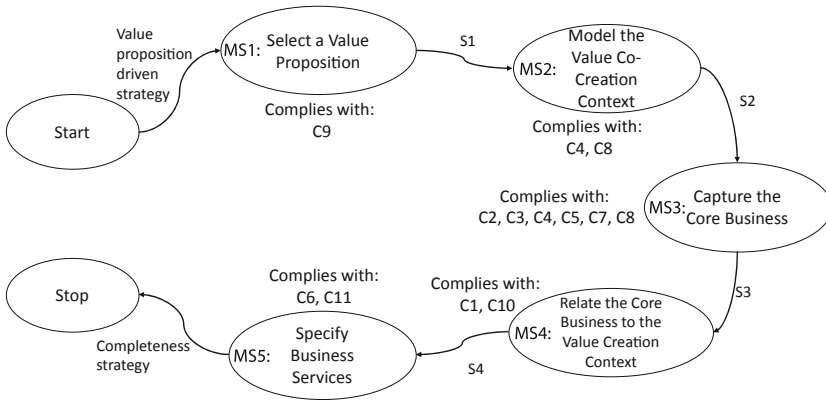 Value
proposition
driven
strategy
Start
MS1: Select a Value
Proposition
Complies with:
C9
S1
MS2: Model the
Value Co-
Creation
Context
Complies with:
C4, C8
S2
MS3: Capture the
Core Business
Complies with:
C2, C3, C4, C5, C7, C8
S3
MS4: Relate the Core
Business to the
Value Creation
Context
Complies with:
C1, C10
S4
MS5: Specify
Business
Services
Complies with:
C6, C11
Completeness
strategy
Stop